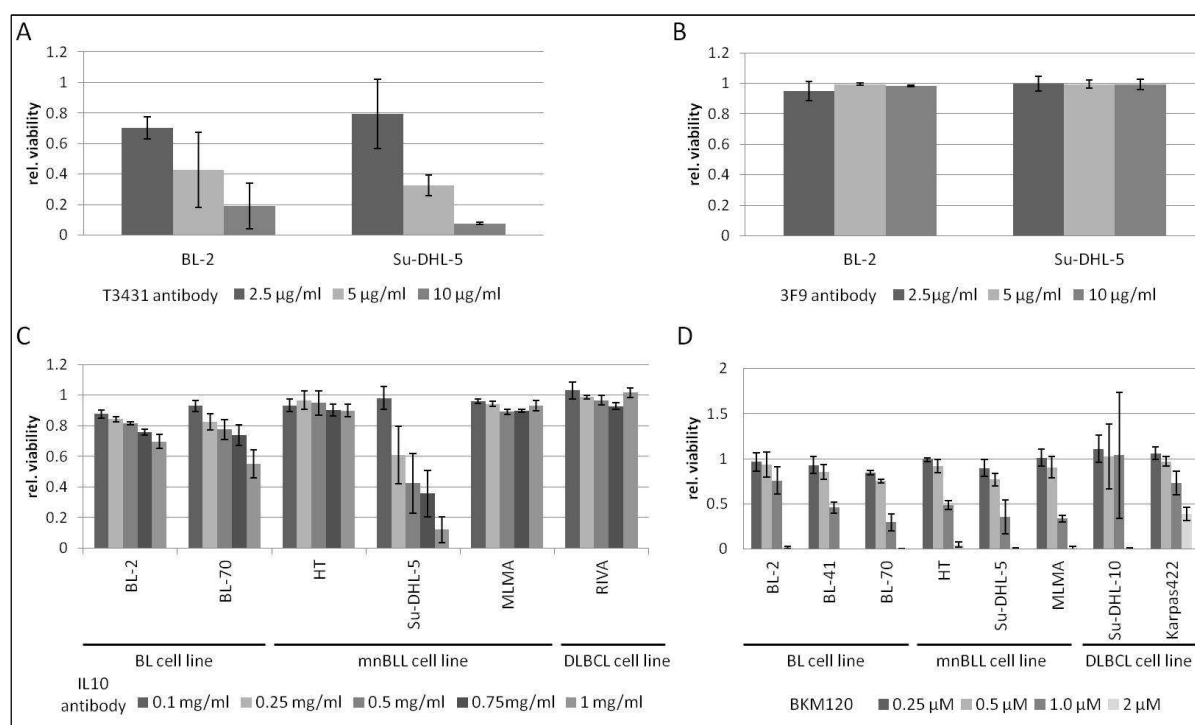 A
1.2
1
0.8
0.6
0.4
0.2
0
rel. viability
BL-2
Su-DHL-5
T3431 antibody 2.5 µg/ml 5 µg/ml 10 µg/ml
B
1.2
1
0.8
0.6
0.4
0.2
0
rel. viability
BL-2
Su-DHL-5
3F9 antibody 2.5µg/ml 5 µg/ml 10 µg/ml
C
1.2
1
0.8
0.6
0.4
0.2
0
rel. viability
BL-2
BL-70
HT
Su-DHL-5
MLMA
RIVA
BL cell line
mnBLL cell line
DLBCL cell line
IL10
antibody 0.1 mg/ml 0.25 mg/ml 0.5 mg/ml 0.75mg/ml 1 mg/ml
D
2
1.5
1
0.5
0
rel. viability
BL-2
BL-41
BL-70
HT
Su-DHL-5
MLMA
Su-DHL-10
Karpas422
BL cell line
mnBLL cell line
DLBCL cell line
BKM120 0.25 µM 0.5 µM 1.0 µM 2 µM